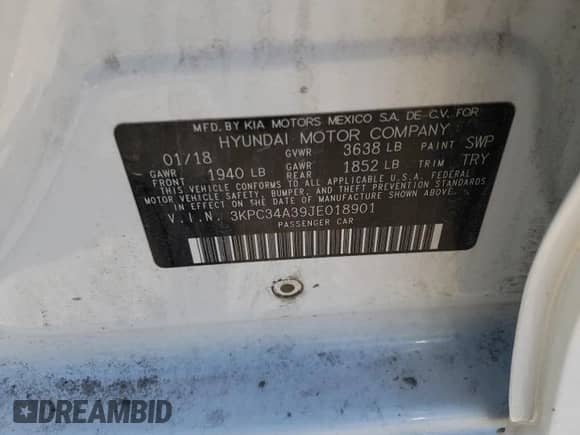 MFD. BY KIA MOTORS MEXICO S.A. DE C.V. FOR
HYUNDAI MOTOR COMPANY
01/18 GVWR 3638 LB PAINT SWP
GAWR FRONT 1940 LB GAWR REAR 1852 LB TRIM TRY
THIS VEHICLE CONFORMS TO ALL APPLICABLE U.S.A. FEDERAL
MOTOR VEHICLE SAFETY, BUMPER, AND THEFT PREVENTION STANDARDS
IN EFFECT ON THE DATE OF MANUFACTURE SHOWN ABOVE.
V.I.N. 3KPC34A39JE018901
PASSENGER CAR
DREAMBID